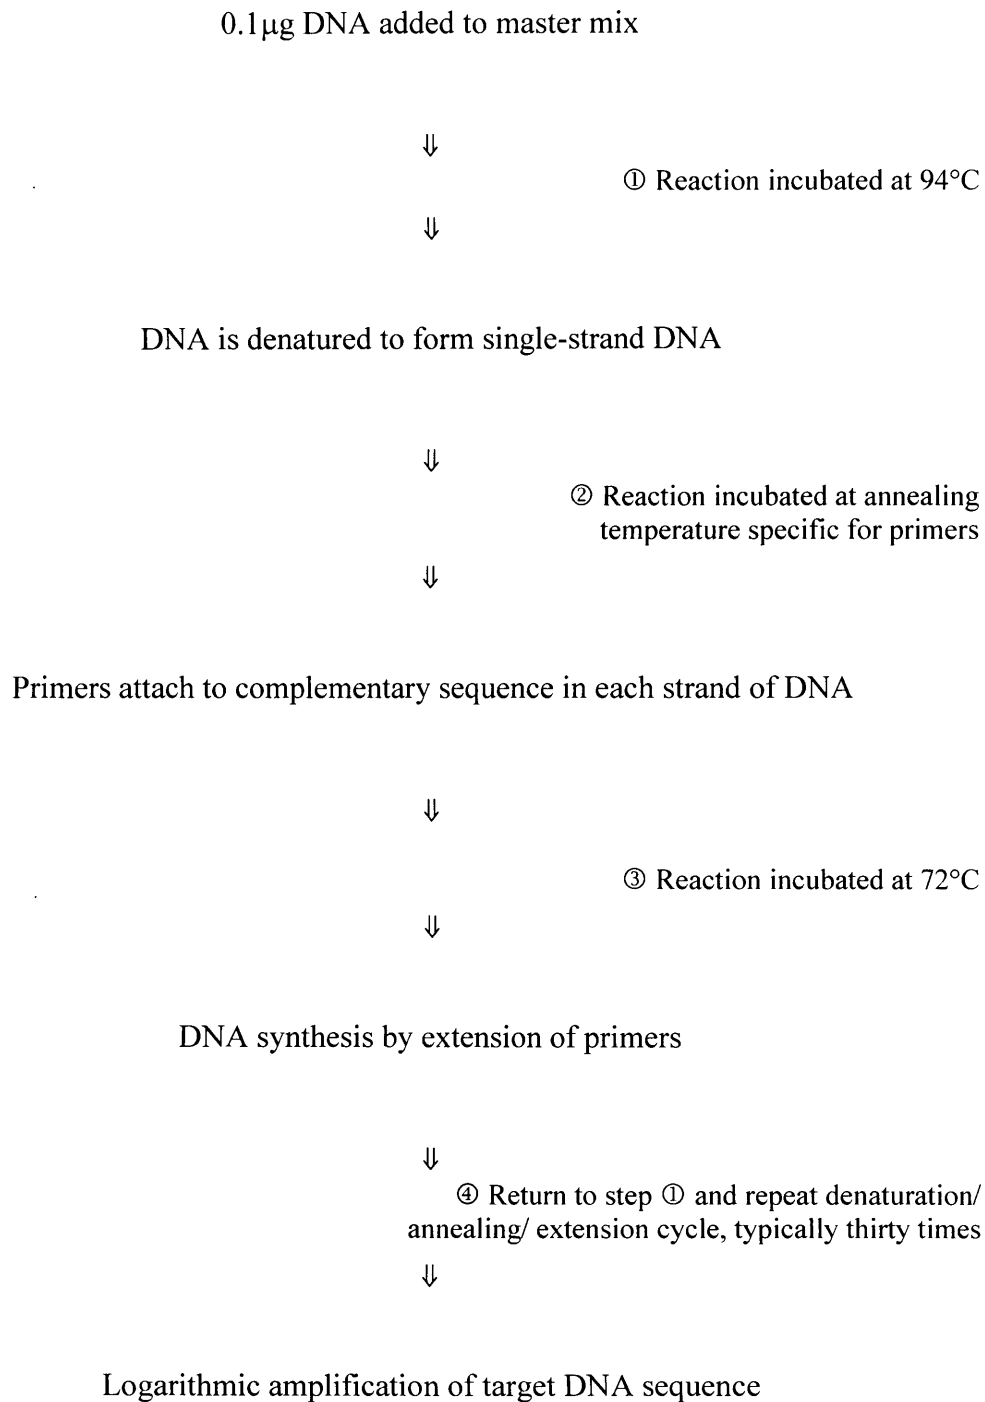 0.1μg DNA added to master mix
⇓
① Reaction incubated at 94°C
⇓
DNA is denatured to form single-strand DNA
⇓
② Reaction incubated at annealing
temperature specific for primers
⇓
Primers attach to complementary sequence in each strand of DNA
⇓
③ Reaction incubated at 72°C
⇓
DNA synthesis by extension of primers
⇓
④ Return to step ① and repeat denaturation/
annealing/ extension cycle, typically thirty times
⇓
Logarithmic amplification of target DNA sequence